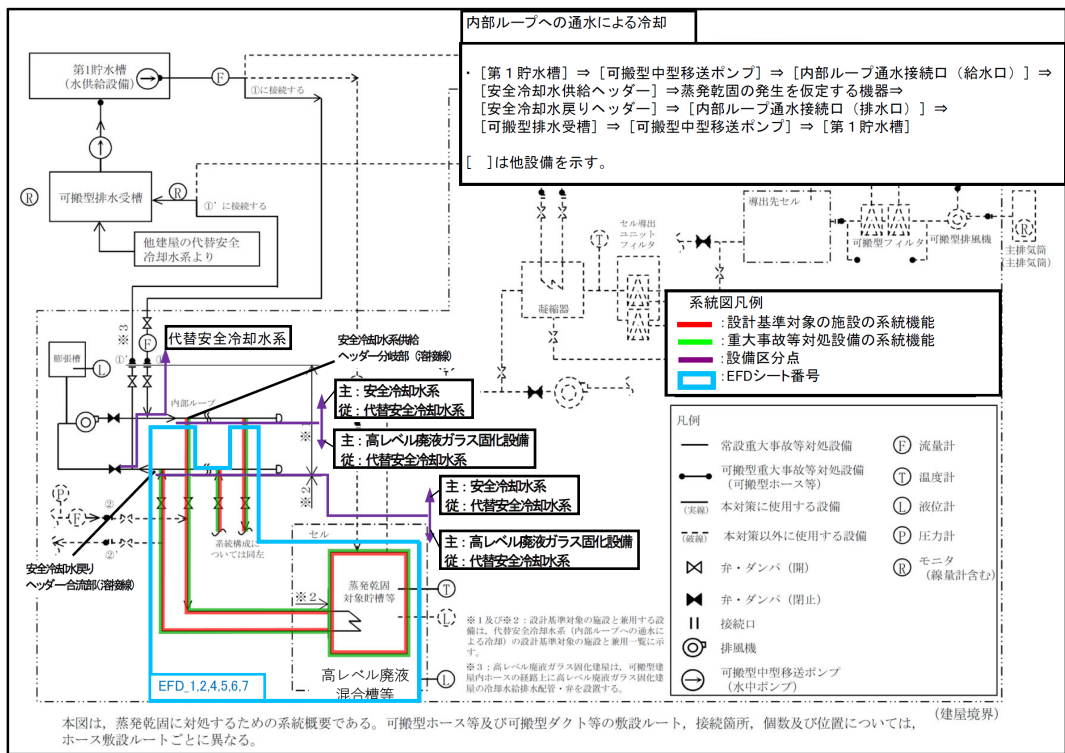 内部ループへの通水による冷却
・［第１貯水槽］⇒［可搬型中型移送ポンプ］⇒［内部ループ通水接続口（給水口）］⇒
［安全冷却水供給ヘッダー］⇒蒸発乾固の発生を仮定する機器⇒
［安全冷却水戻りヘッダー］⇒［内部ループ通水接続口（排水口）］⇒
［可搬型排水受槽］⇒［可搬型中型移送ポンプ］⇒［第１貯水槽］
［　］は他設備を示す。
第1貯水槽
（水供給設備）
F
①に接続する
R
可搬型排水受槽
R
①’に接続する
他建屋の代替安全
冷却水系より
導出先セル
セル導出
ユニット
フィルタ
T
可搬型フィルタ
可搬型排風機
R
主排気筒
（主排気筒）
凝縮器
系統図凡例
：設計基準対象の施設の系統機能
：重大事故等対処設備の系統機能
：設備区分点
：EFDシート番号
※3
代替安全冷却水系
安全冷却水系供給
ヘッダー分岐部（溶接線）
膨張槽
L
F
①’
内部ループ
主：安全冷却水系
従：代替安全冷却水系
主：高レベル廃液ガラス固化設備
従：代替安全冷却水系
主：安全冷却水系
従：代替安全冷却水系
主：高レベル廃液ガラス固化設備
従：代替安全冷却水系
※2
P
F
②
②’
系統構成に
ついては同左
安全冷却水戻り
ヘッダー合流部（溶接線）
セル
※2
蒸発乾固
対象貯槽等
T
L
L
高レベル廃液
混合槽等
EFD_1,2,4,5,6,7
※1及び※2：設計基準対象の施設と兼用する設
備は、代替安全冷却水系（内部ループへの通水に
よる冷却）の設計基準対象の施設と兼用一覧に示
す。
※3：高レベル廃液ガラス固化建屋は、可搬型建
屋内ホースの経路上に高レベル廃液ガラス固化建
屋の冷却水給排水配管・弁を設置する。
凡例
常設重大事故等対処設備
可搬型重大事故等対処設備
（可搬型ホース等）
（実線）
本対策に使用する設備
（破線）
本対策以外に使用する設備
弁・ダンパ（開）
弁・ダンパ（閉止）
接続口
排風機
可搬型中型移送ポンプ
（水中ポンプ）
F 流量計
T 温度計
L 液位計
P 圧力計
R モニタ
（線量計含む）
（建屋境界）
本図は，蒸発乾固に対処するための系統概要である。可搬型ホース等及び可搬型ダクト等の敷設ルート，接続箇所，個数及び位置については，
ホース敷設ルートごとに異なる。